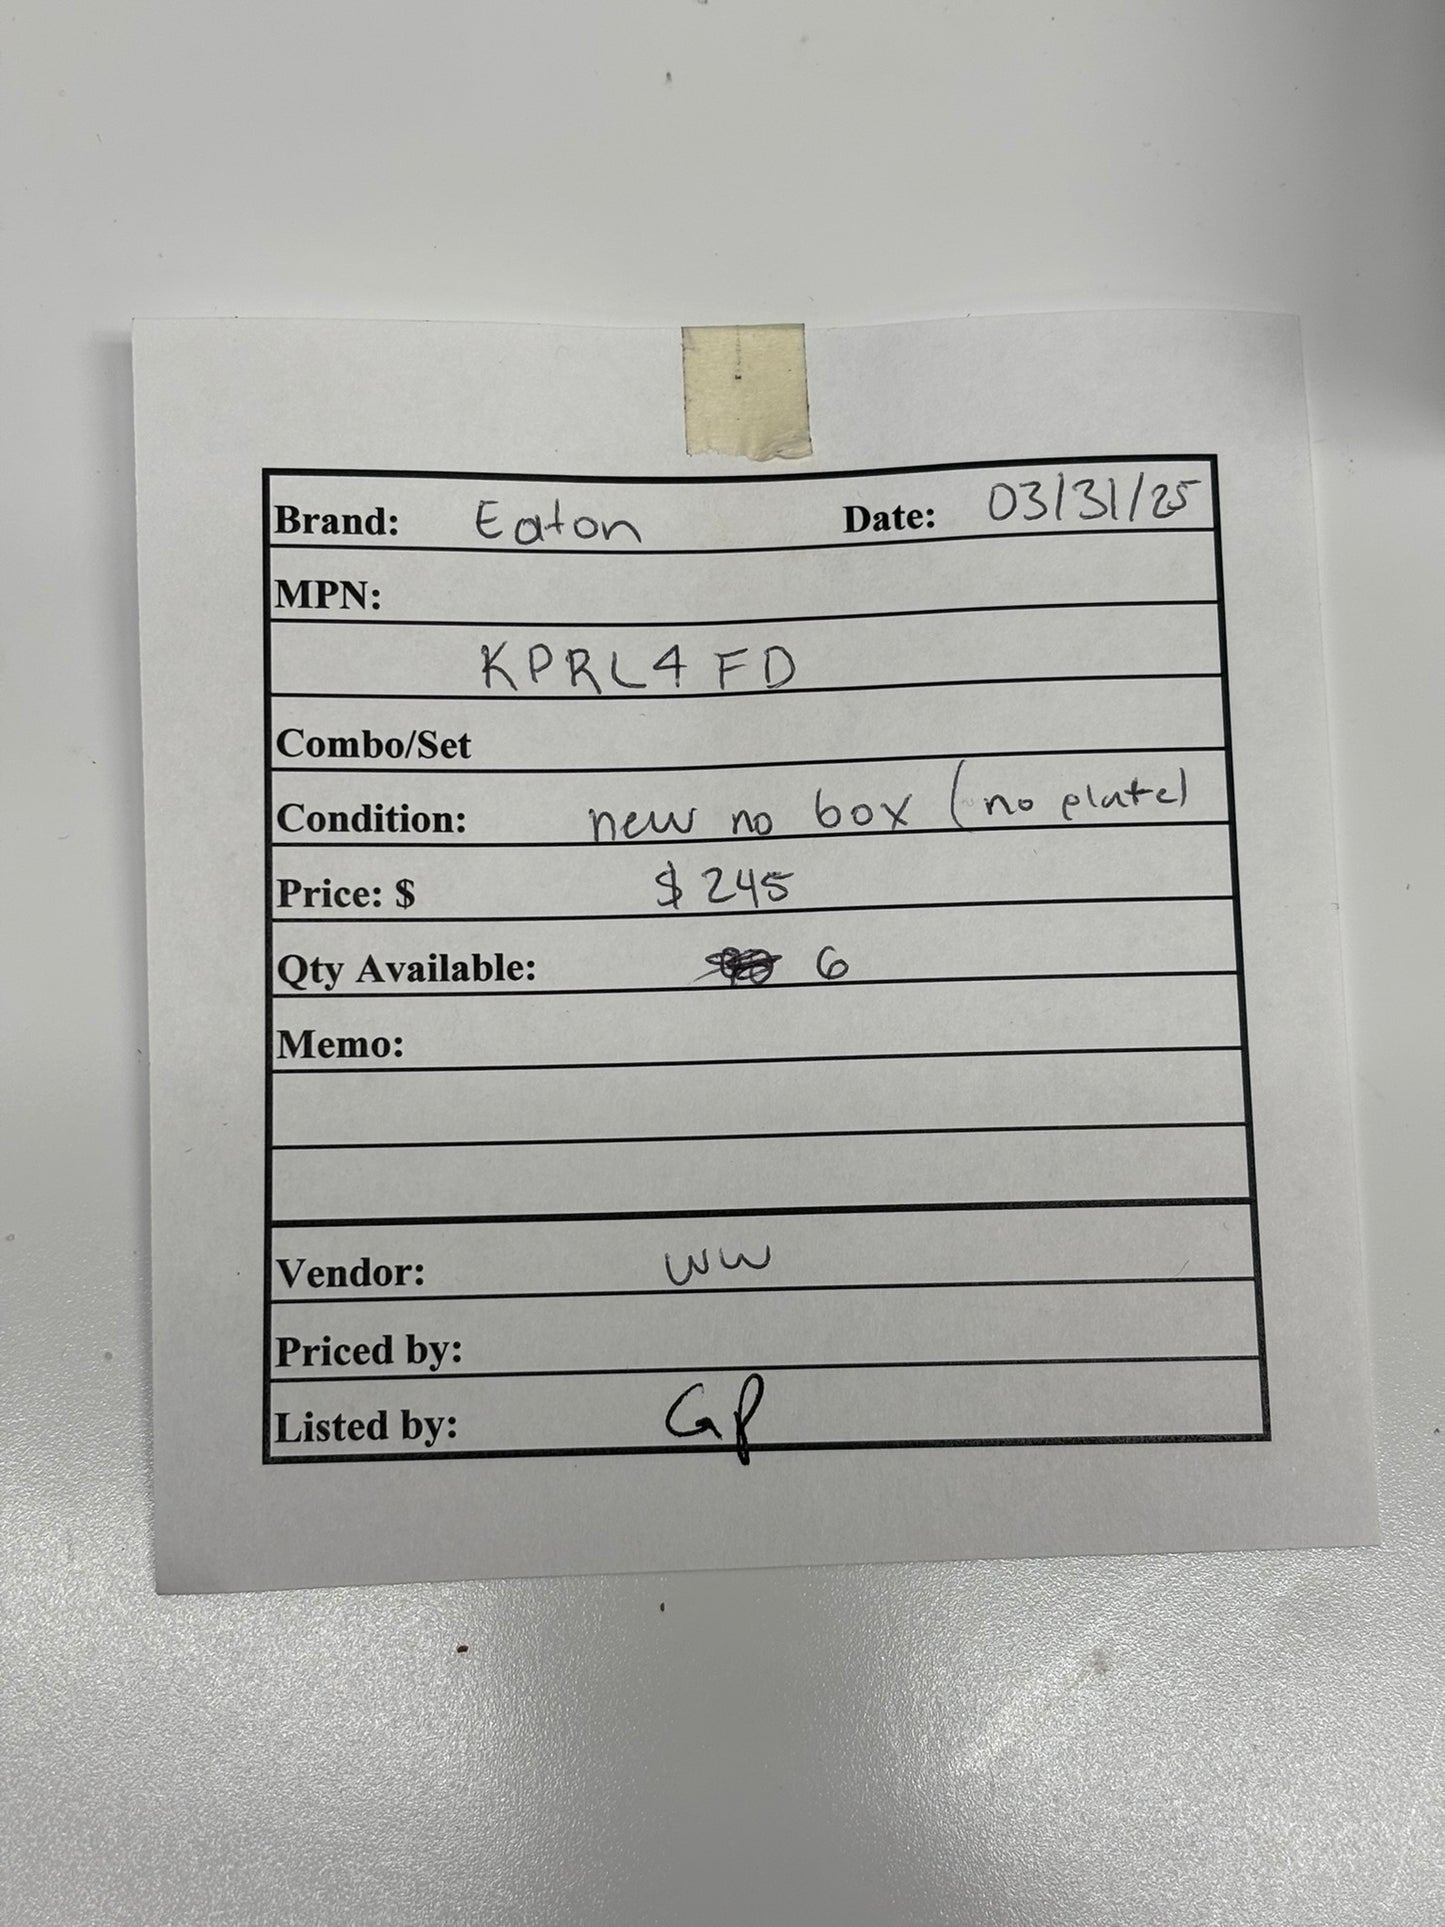 Brand: Eaton Date: 03/31/25
MPN:
KPRL4FD
Combo/Set
Condition: new no box (no plate)
Price: $ $245
Qty Available: 6
Memo:
Vendor: WW
Priced by:
Listed by: GP